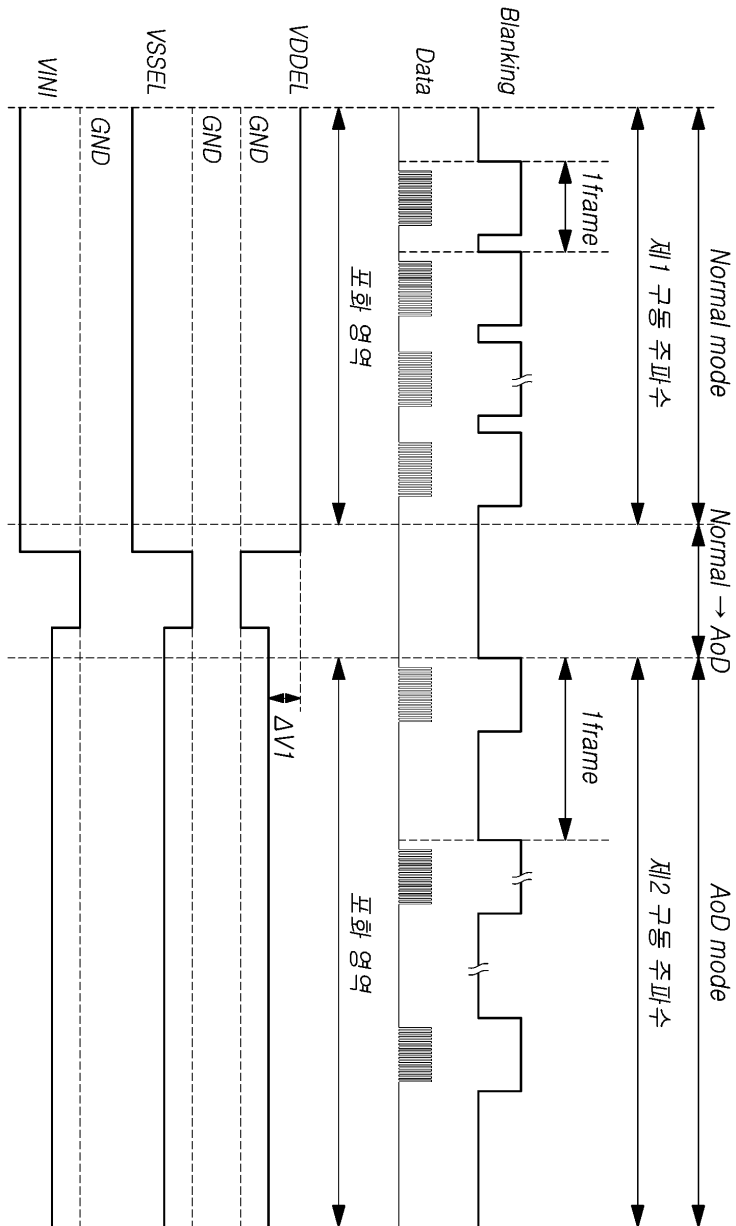 Normal mode
Normal → AoD
AoD mode
제1 구동 주파수
제2 구동 주파수
1frame
1frame
Blanking
Data
포화 영역
포화 영역
VDDEL
ΔV1
GND
GND
VSSEL
GND
VINI